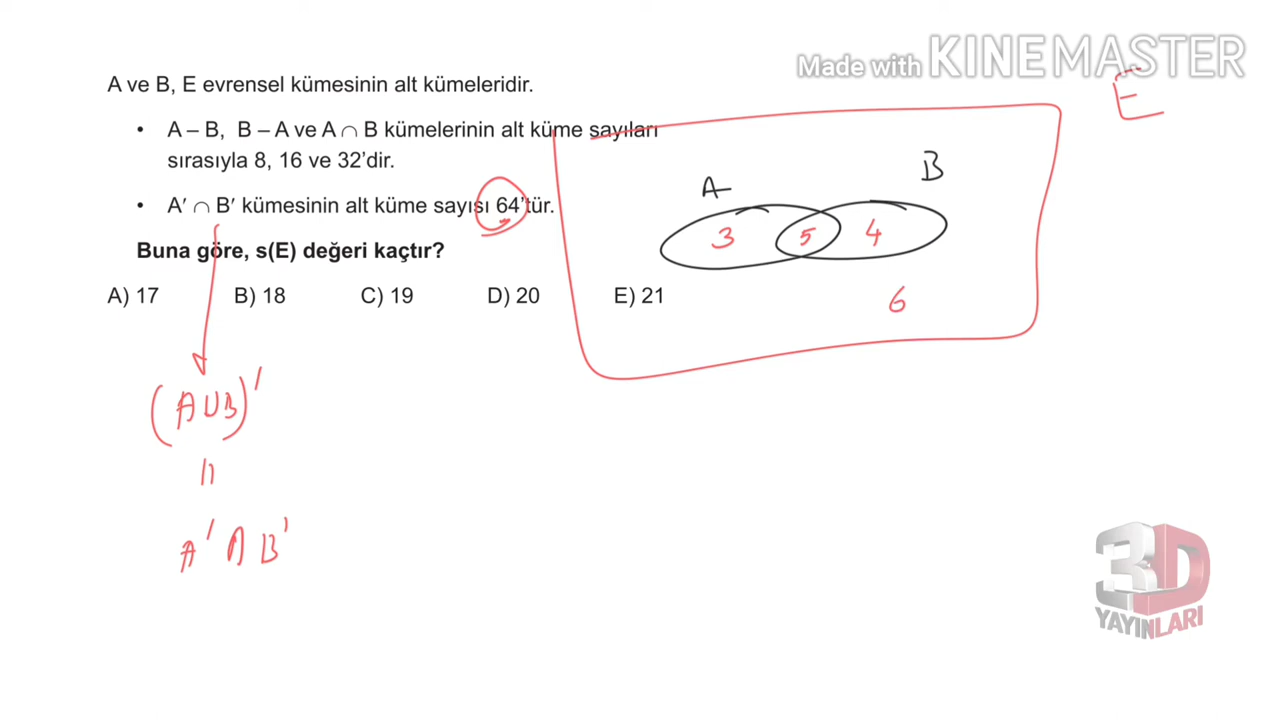 Made with KINEMASTER
E
A ve B, E evrensel kümesinin alt kümeleridir.
• A – B, B – A ve A ∩ B kümelerinin alt küme sayıları
sırasıyla 8, 16 ve 32'dir.
• A′ ∩ B′ kümesinin alt küme sayısı 64'tür.
Buna göre, s(E) değeri kaçtır?
A) 17 B) 18 C) 19 D) 20 E) 21
A B
3 5 4
6
(A∪B)′
=
A′ ∩ B′
3D
YAYINLARI